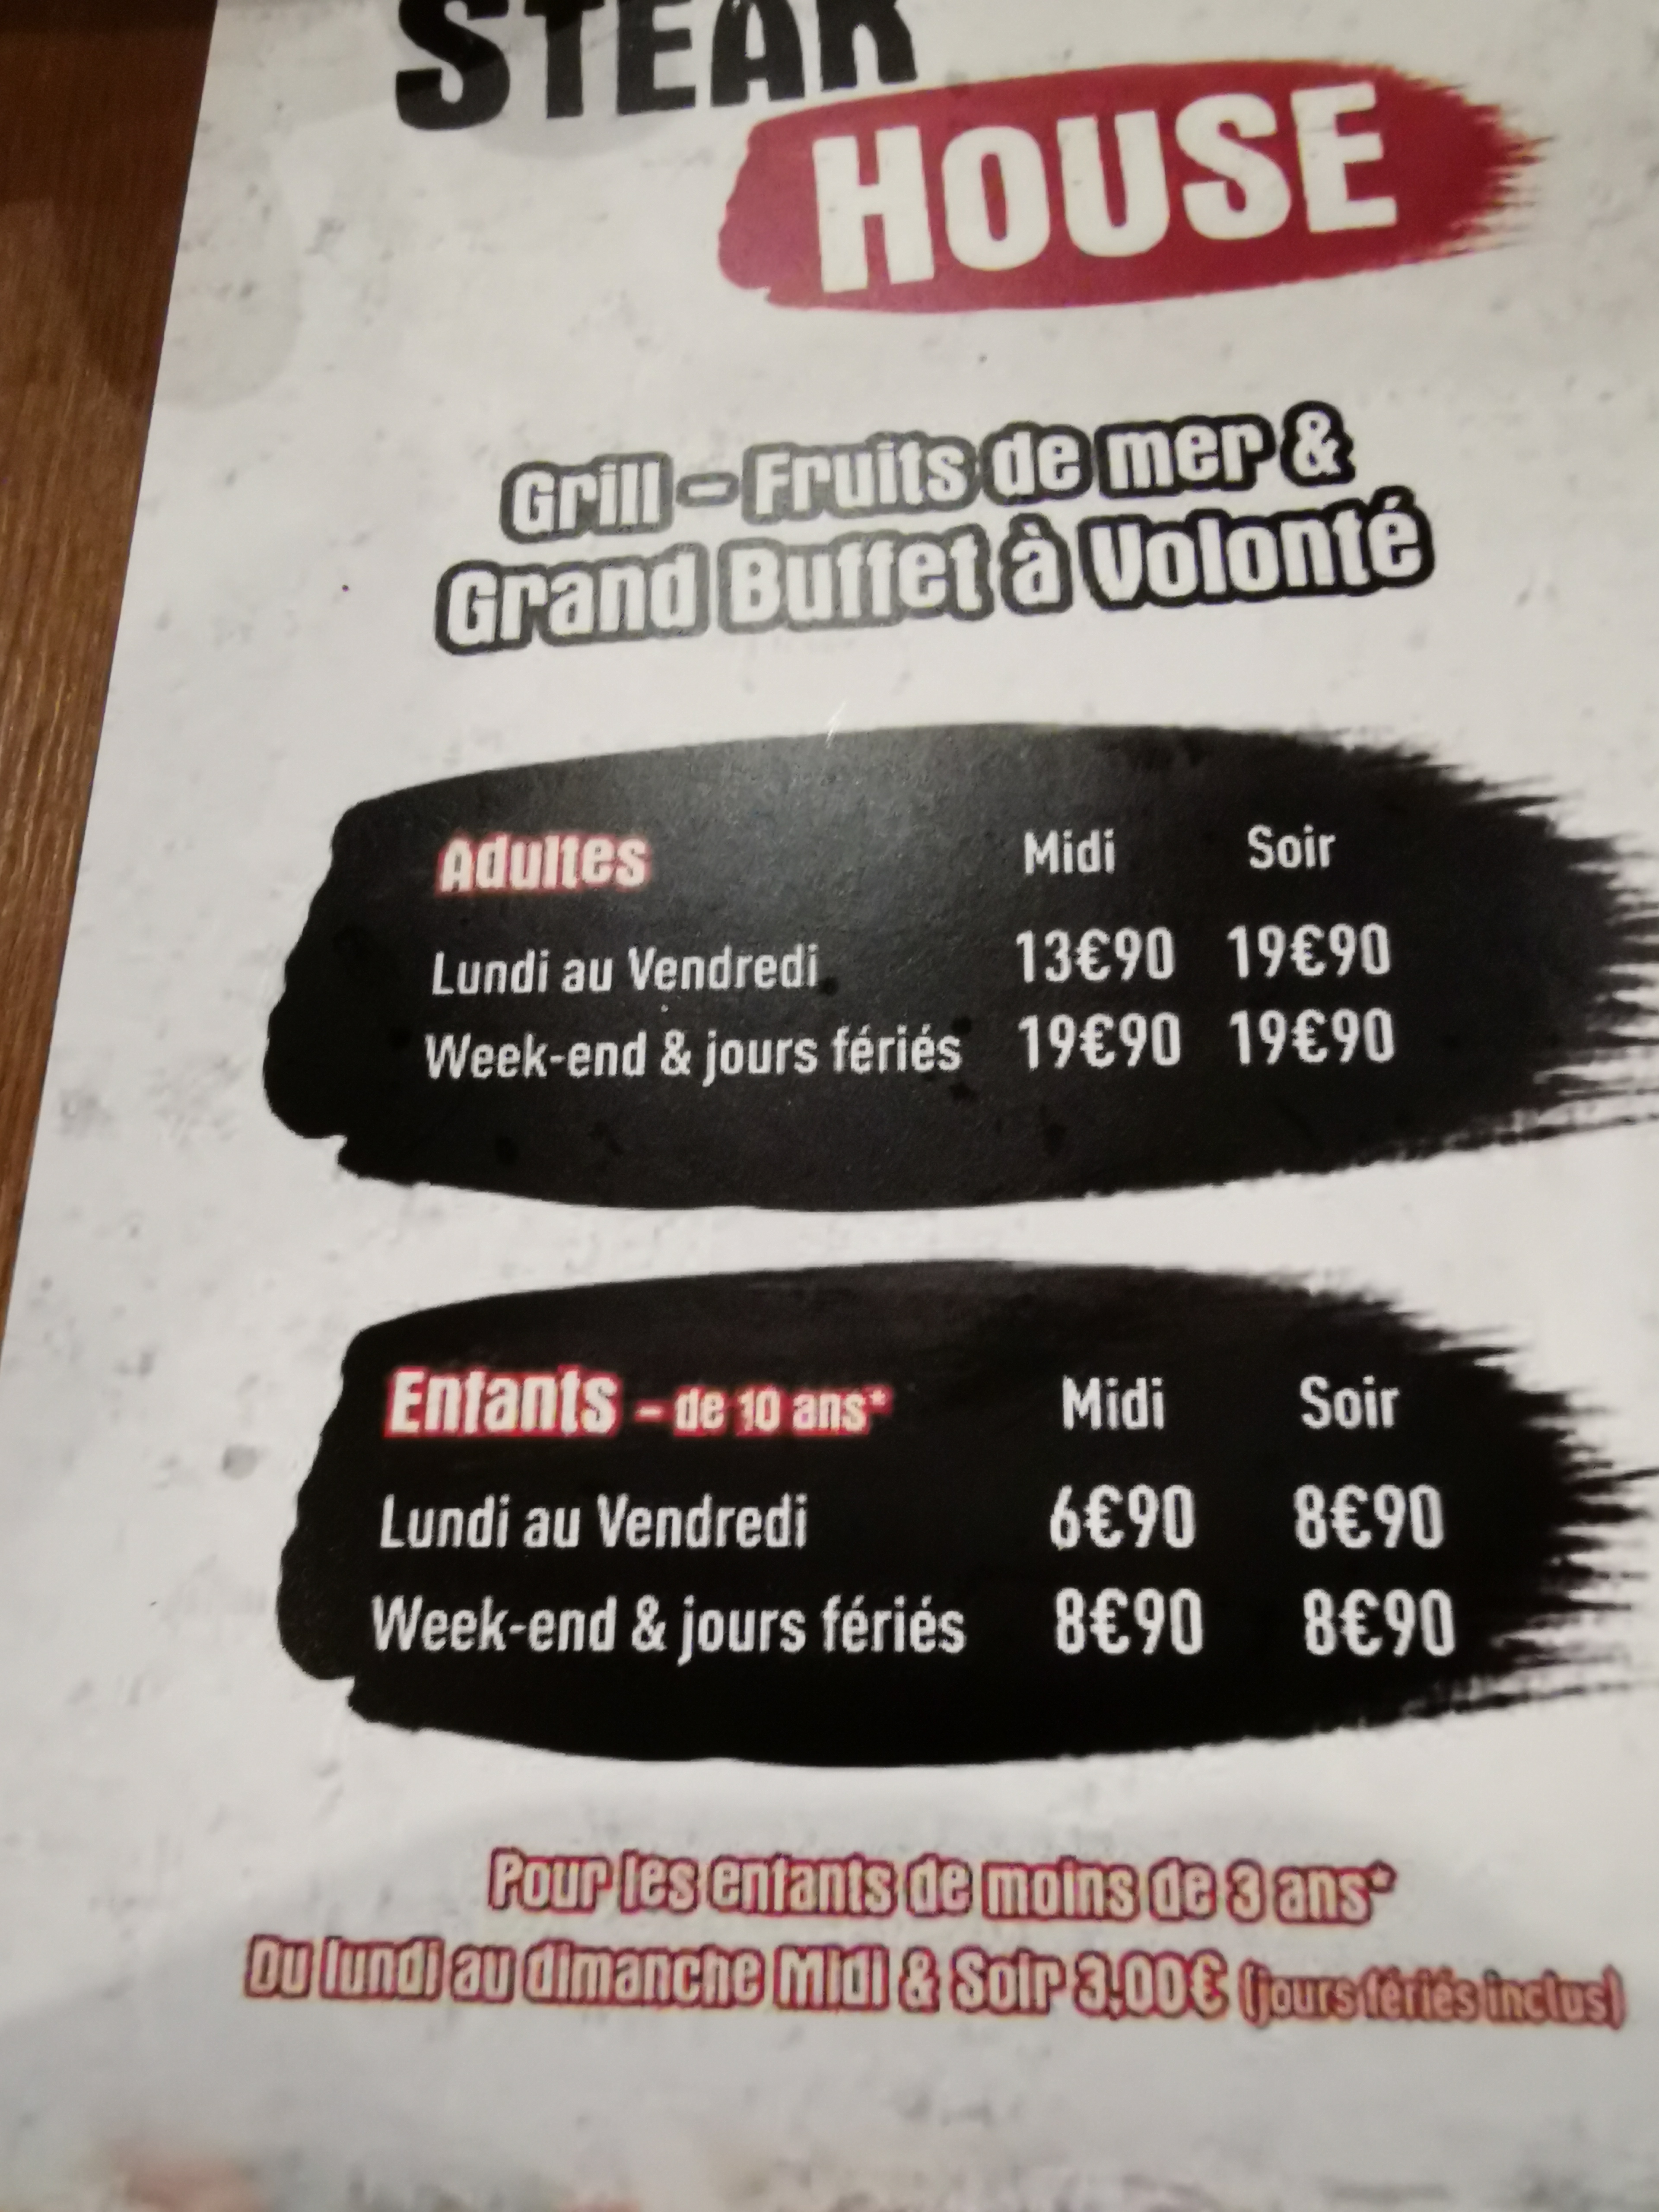 STEAK
HOUSE
Grill - Fruits de mer &
Grand Buffet à Volonté
Adultes Midi Soir
Lundi au Vendredi 13€90 19€90
Week-end & jours fériés 19€90 19€90
Enfants - de 10 ans* Midi Soir
Lundi au Vendredi 6€90 8€90
Week-end & jours fériés 8€90 8€90
Pour les enfants de moins de 3 ans*
Du lundi au dimanche Midi & Soir 3,00€ (jours fériés inclus)